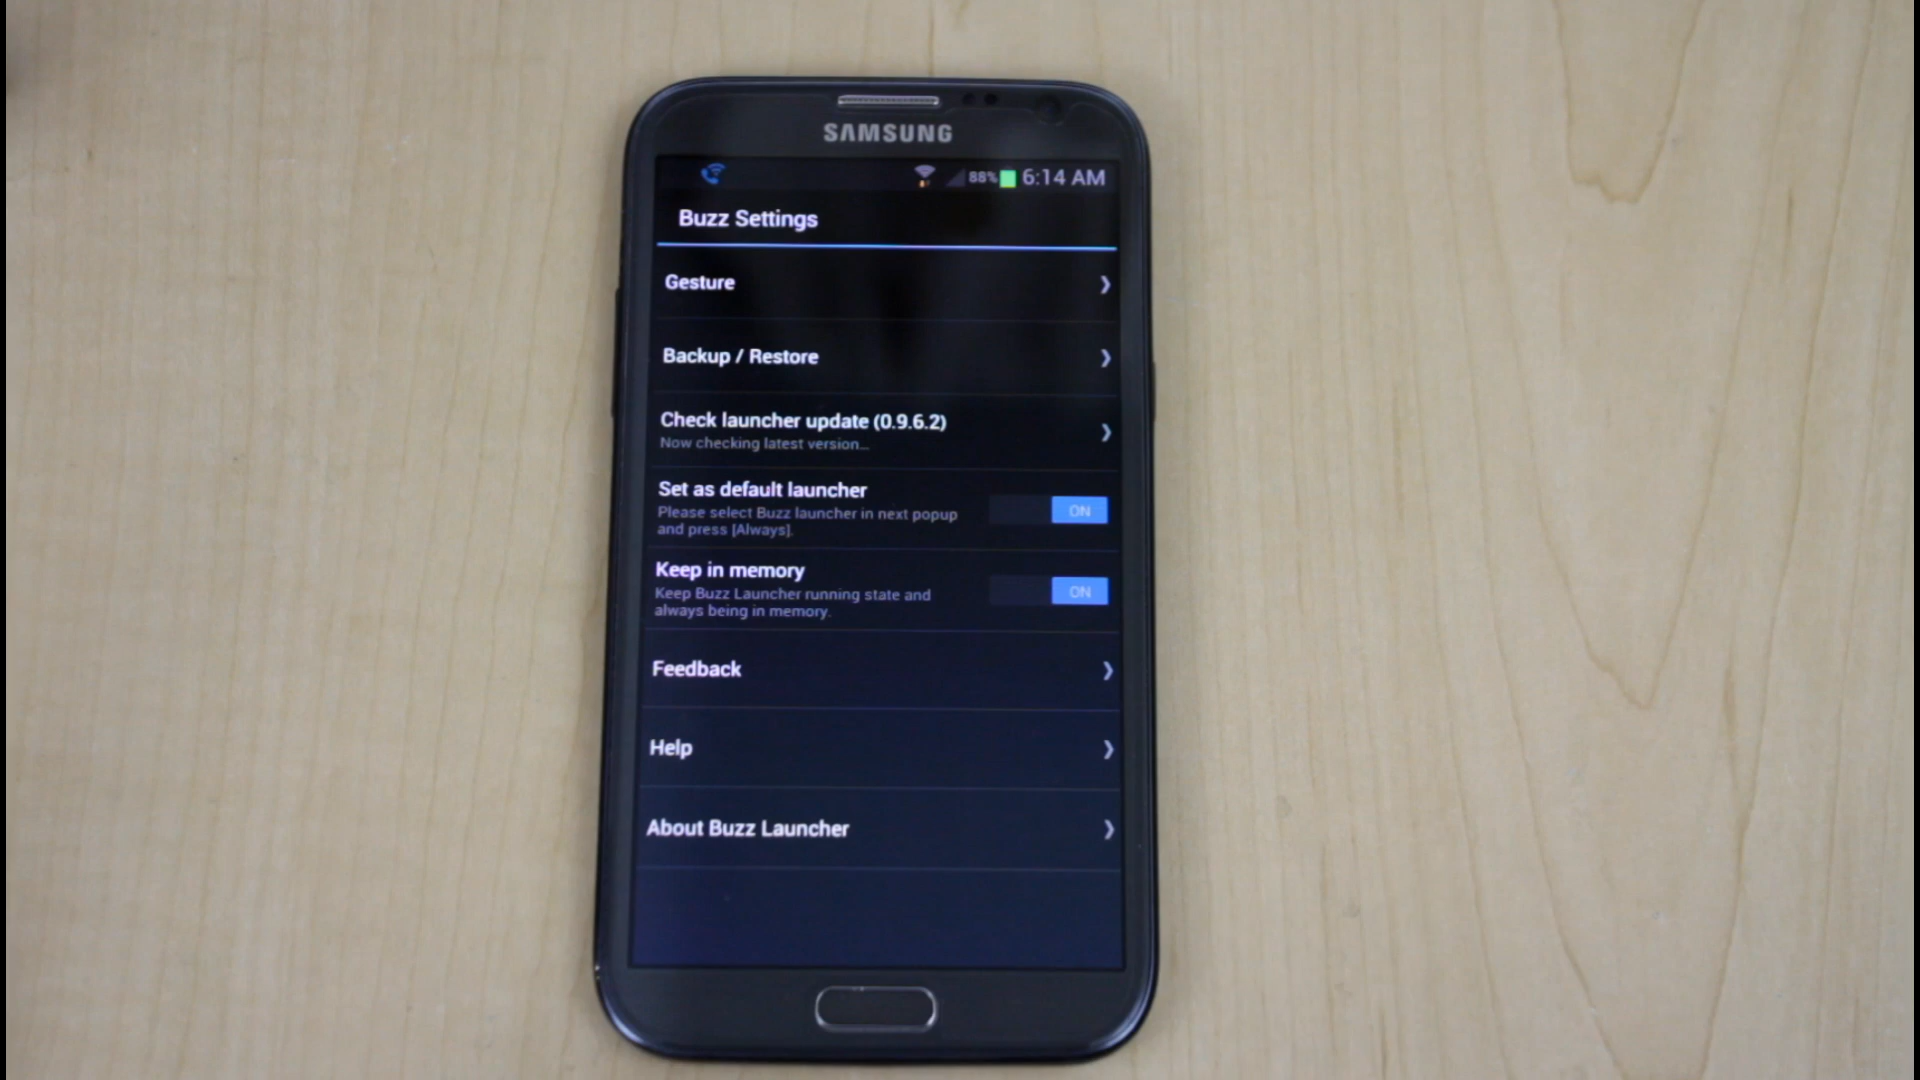 SAMSUNG
88% 6:14 AM
Buzz Settings
Gesture
Backup / Restore
Check launcher update (0.9.6.2)
Now checking latest version...
Set as default launcher
Please select Buzz launcher in next popup
and press [Always].
ON
Keep in memory
Keep Buzz Launcher running state and
always being in memory.
ON
Feedback
Help
About Buzz Launcher